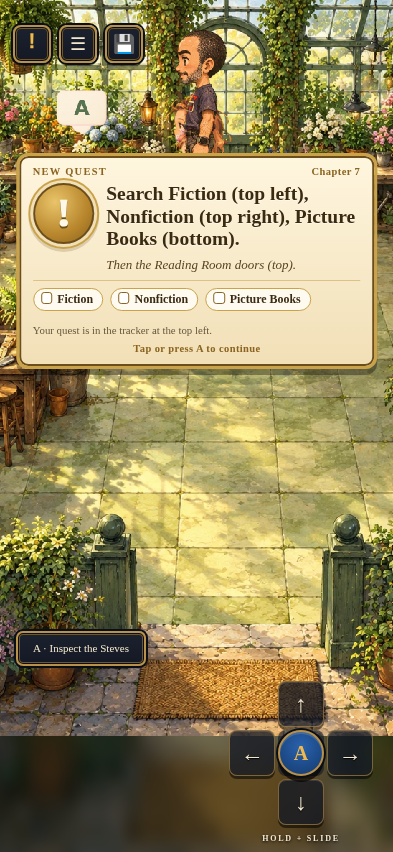 !
A
NEW QUEST
Chapter 7
!
Search Fiction (top left),
Nonfiction (top right), Picture
Books (bottom).
Then the Reading Room doors (top).
Fiction
Nonfiction
Picture Books
Your quest is in the tracker at the top left.
Tap or press A to continue
A · Inspect the Steves
↑
←
A
→
↓
HOLD + SLIDE